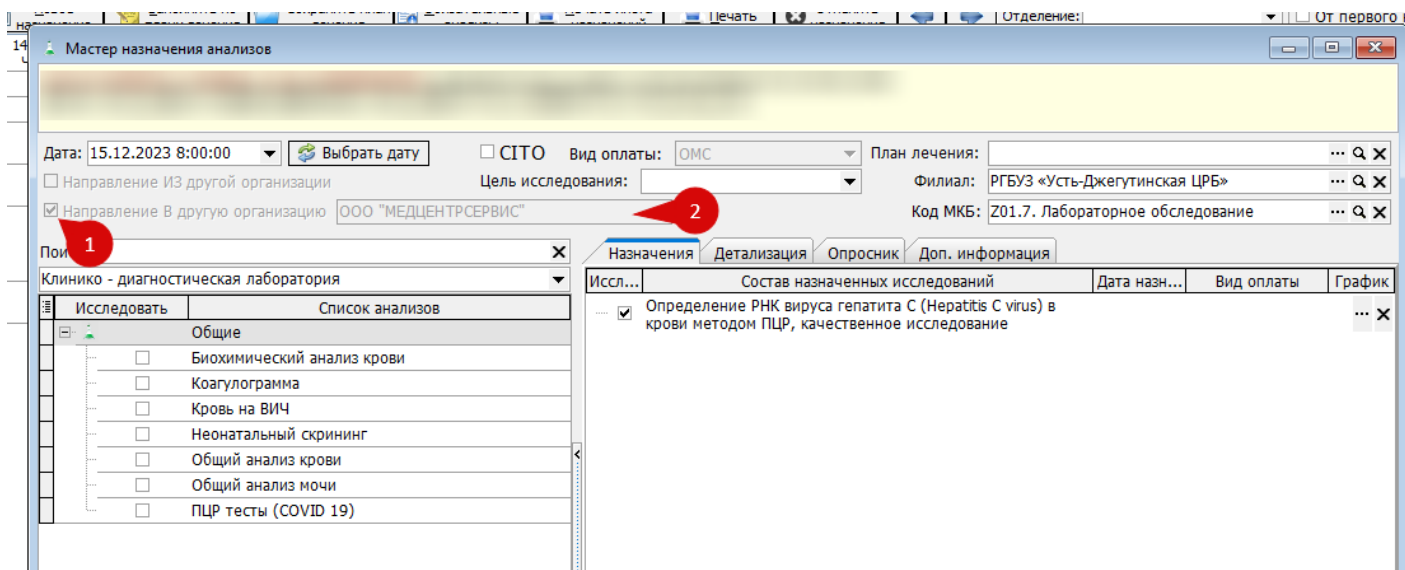 Печать
Отделение:
От первого
14
Мастер назначения анализов
Дата: 15.12.2023 8:00:00 Выбрать дату CITO Вид оплаты: ОМС План лечения:
Направление ИЗ другой организации Цель исследования: Филиал: РГБУЗ «Усть-Джегутинская ЦРБ»
Направление В другую организацию ООО "МЕДЦЕНТРСЕРВИС" 2 Код МКБ: Z01.7. Лабораторное обследование
1
Назначения Детализация Опросник Доп. информация
Клинико - диагностическая лаборатория
Иссл... Состав назначенных исследований Дата назн... Вид оплаты График
Исследовать Список анализов
Определение РНК вируса гепатита C (Hepatitis C virus) в
крови методом ПЦР, качественное исследование
Общие
Биохимический анализ крови
Коагулограмма
Кровь на ВИЧ
Неонатальный скрининг
Общий анализ крови
Общий анализ мочи
ПЦР тесты (COVID 19)